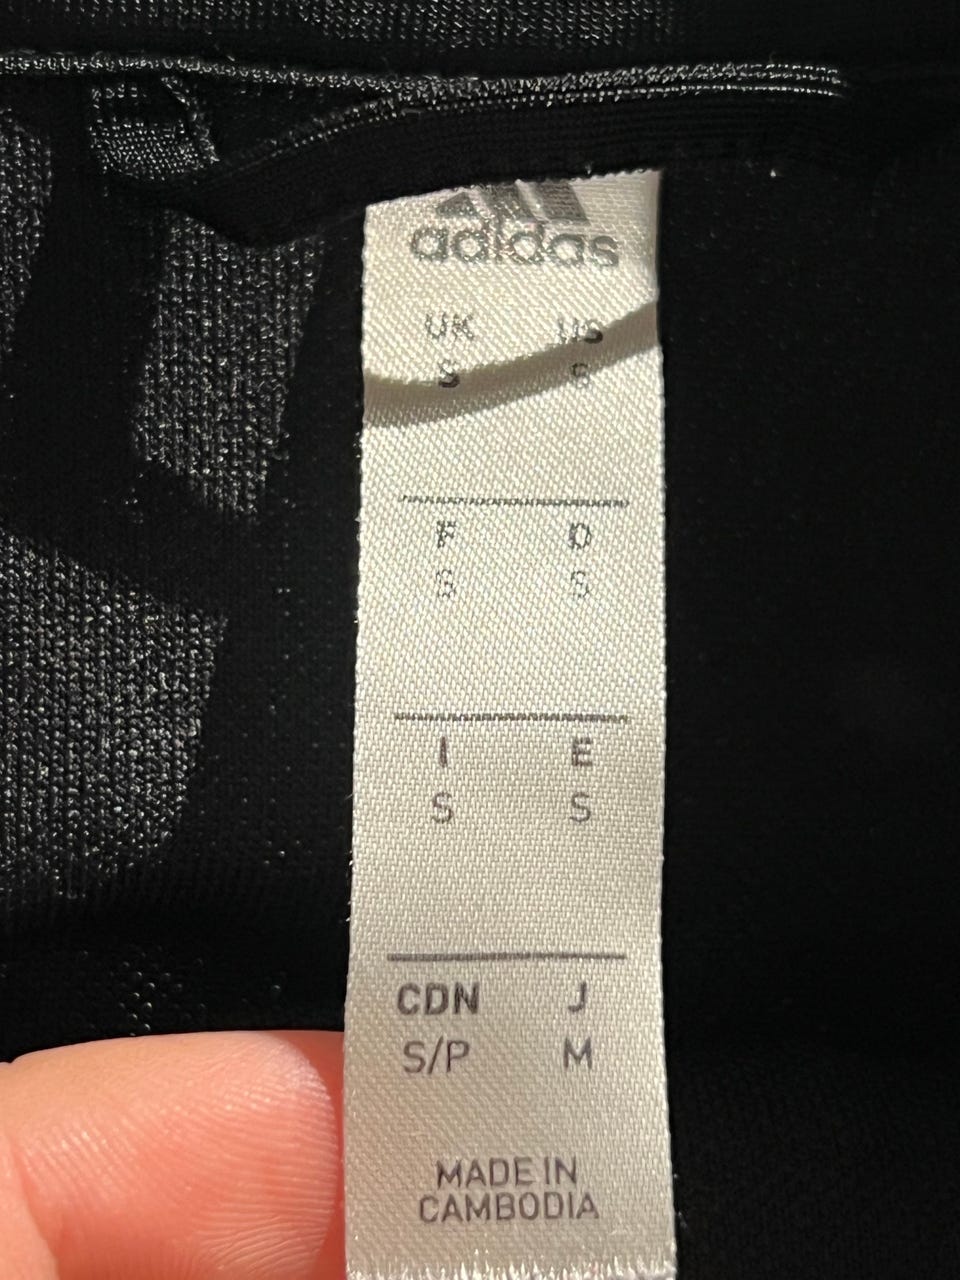 adidas
UK US
S S
F D
S S
I E
S S
CDN J
S/P M
MADE IN
CAMBODIA